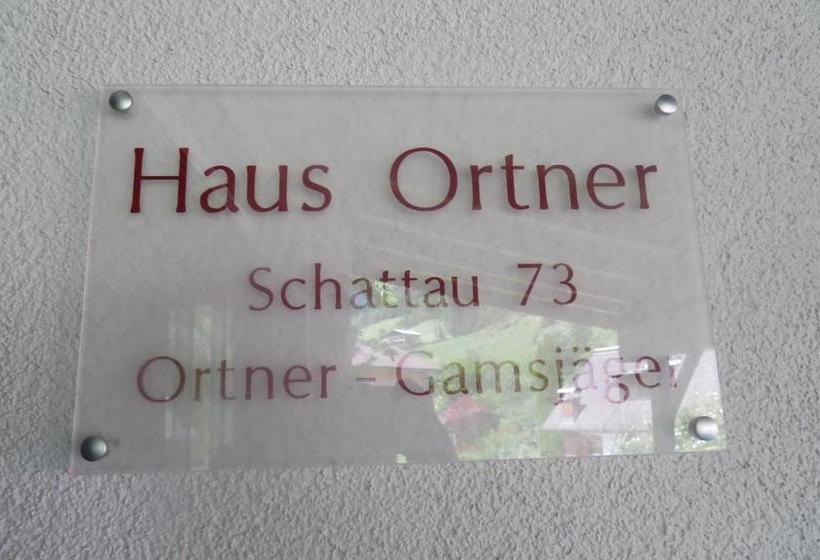 Haus Ortner
Schattau 73
Ortner - Gamsjäger